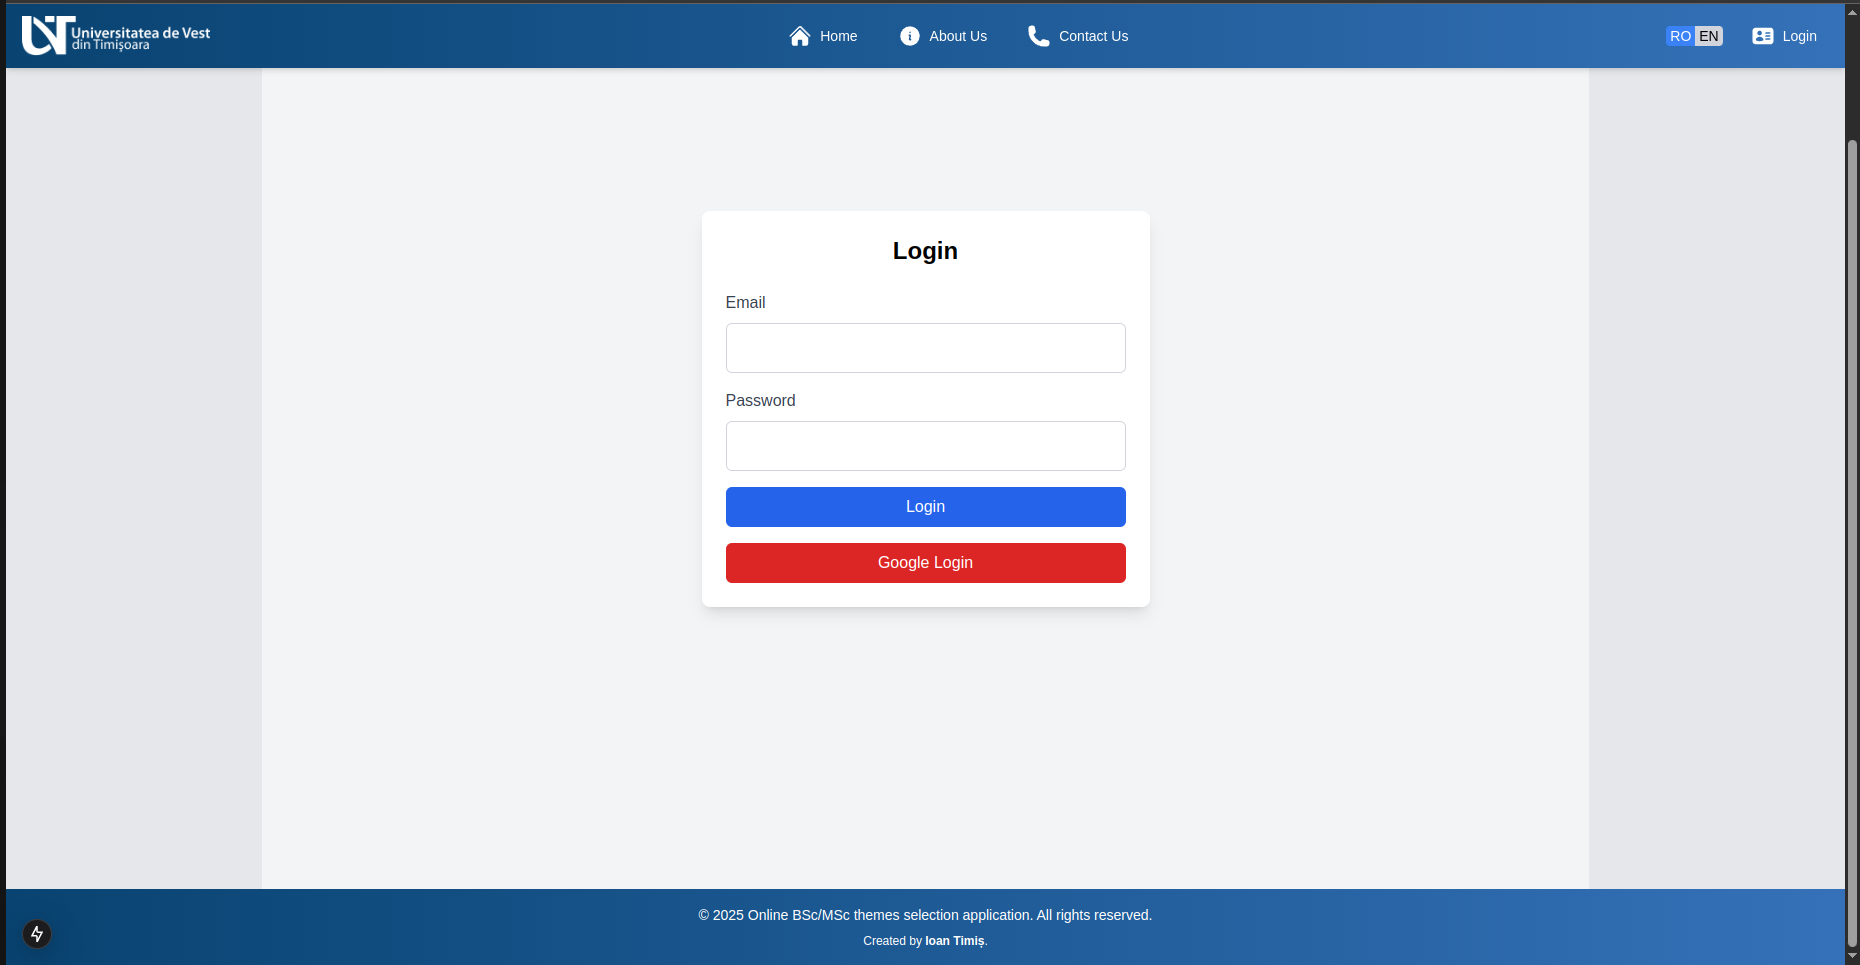 UVT Universitatea de Vest
din Timișoara
Home
About Us
Contact Us
RO EN
Login
Login
Email
Password
Login
Google Login
© 2025 Online BSc/MSc themes selection application. All rights reserved.
Created by Ioan Timiș.